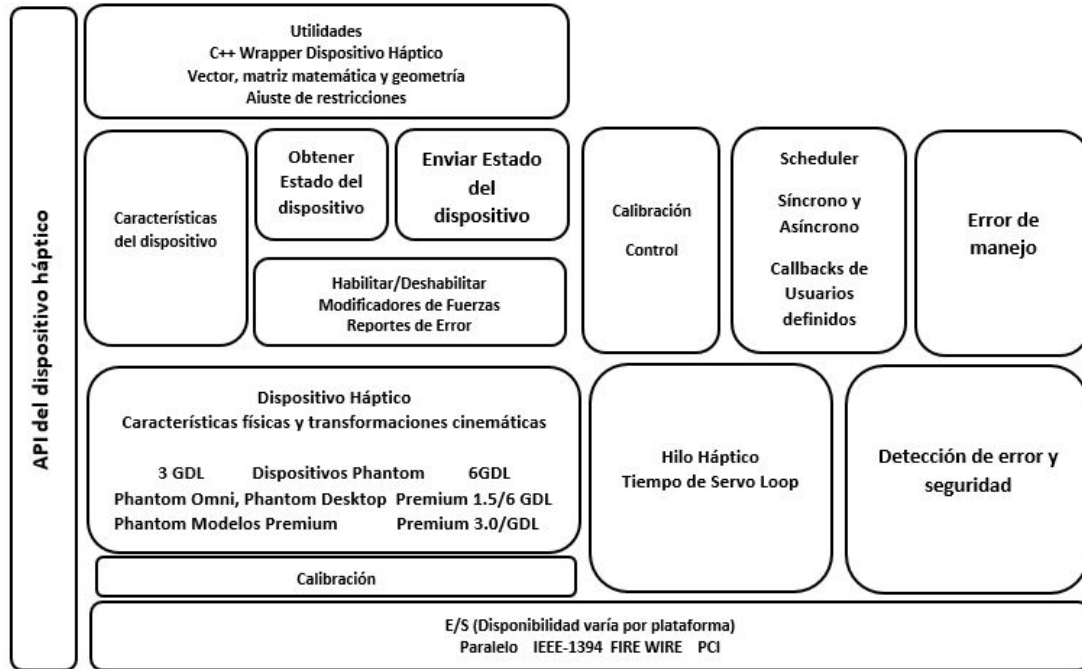 API del dispositivo háptico
Utilidades
C++ Wrapper Dispositivo Háptico
Vector, matriz matemática y geometría
Aiuste de restricciones
Características
del dispositivo
Obtener
Estado del
dispositivo
Enviar Estado
del
dispositivo
Habilitar/Deshabilitar
Modificadores de Fuerzas
Reportes de Error
Calibración
Control
Scheduler
Síncrono y
Asíncrono
Callbacks de
Usuarios
definidos
Error de
manejo
Dispositivo Háptico
Características físicas y transformaciones cinemáticas
3 GDL Dispositivos Phantom 6GDL
Phantom Omni, Phantom Desktop Premium 1.5/6 GDL
Phantom Modelos Premium Premium 3.0/GDL
Calibración
Hilo Háptico
Tiempo de Servo Loop
Detección de error y
seguridad
E/S (Disponibilidad varía por plataforma)
Paralelo IEEE-1394 FIRE WIRE PCI